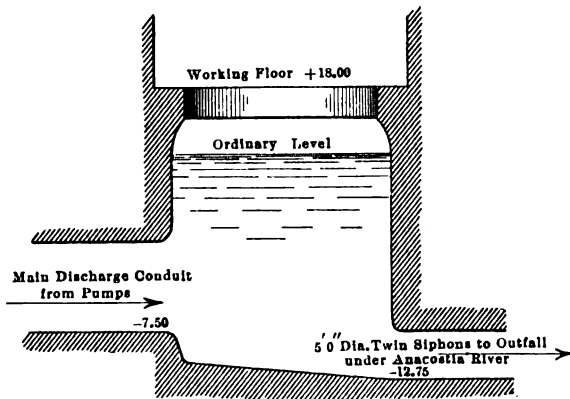 Working Floor +18.00
Ordinary Level
Main Discharge Conduit
from Pumps
-7.50
5'0" Dia. Twin Siphons to Outfall
under Anacostia River
-12.75